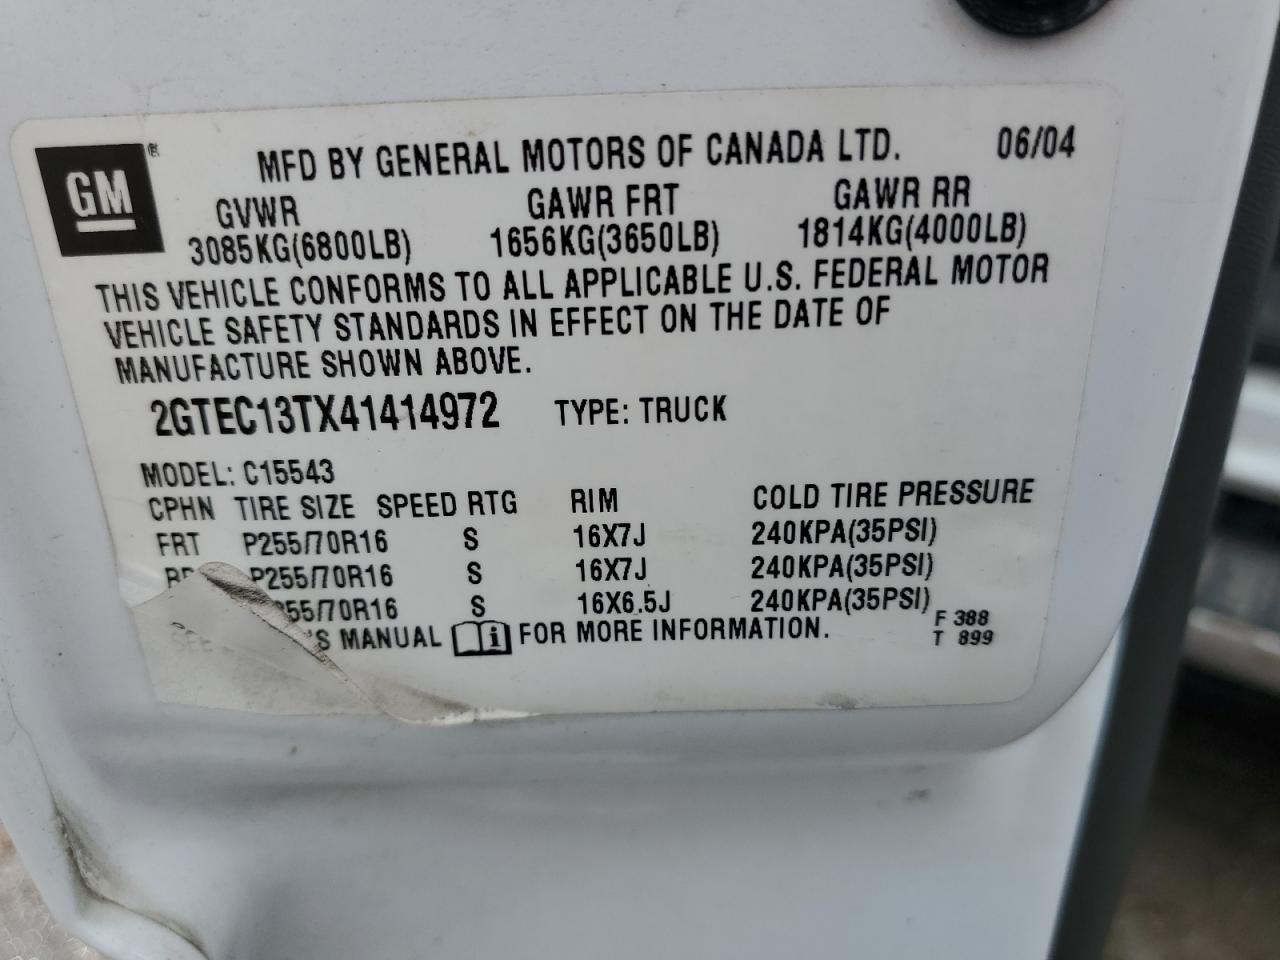 GM ®
MFD BY GENERAL MOTORS OF CANADA LTD. 06/04
GVWR GAWR FRT GAWR RR
3085KG(6800LB) 1656KG(3650LB) 1814KG(4000LB)
THIS VEHICLE CONFORMS TO ALL APPLICABLE U.S. FEDERAL MOTOR
VEHICLE SAFETY STANDARDS IN EFFECT ON THE DATE OF
MANUFACTURE SHOWN ABOVE.
2GTEC13TX41414972 TYPE: TRUCK
MODEL: C15543
CPHN TIRE SIZE SPEED RTG RIM COLD TIRE PRESSURE
FRT P255/70R16 S 16X7J 240KPA(35PSI)
P255/70R16 S 16X7J 240KPA(35PSI)
255/70R16 S 16X6.5J 240KPA(35PSI)
SEE 'S MANUAL i FOR MORE INFORMATION.
F 388
T 899